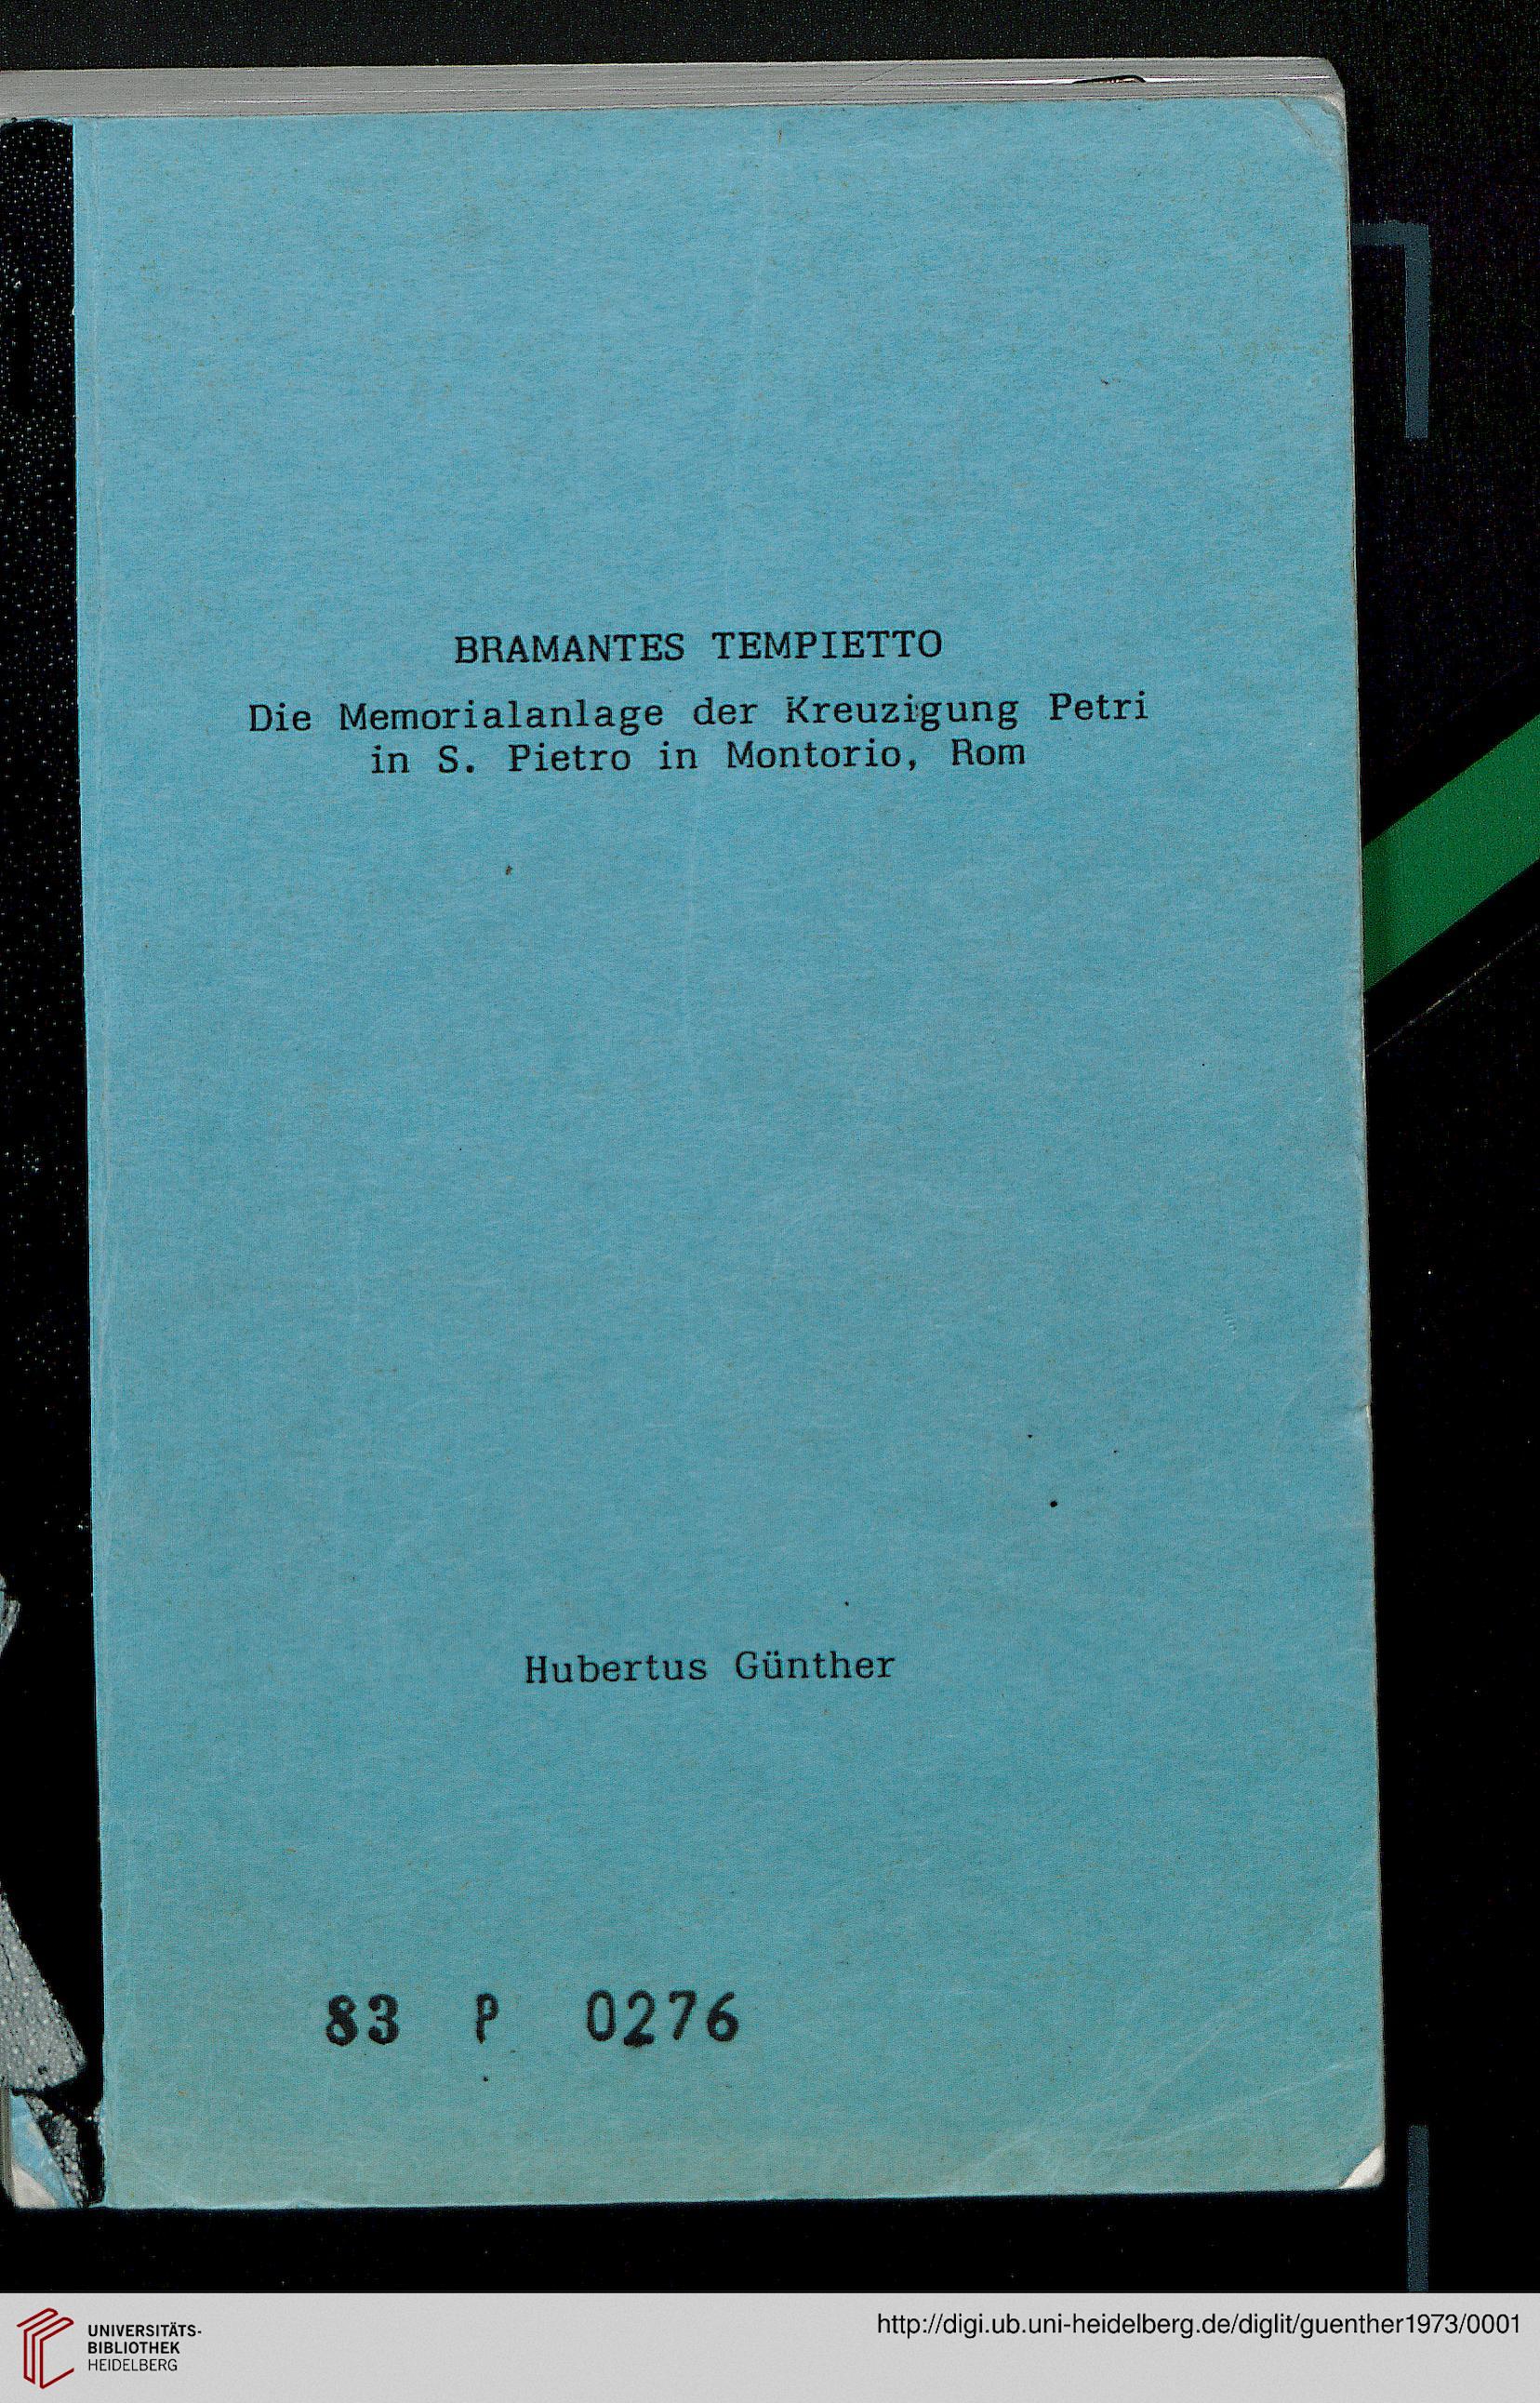 BRAMANTES TEMPIETTO
Die Memorialanlage der Kreuzigung Petri
in S. Pietro in Montorio, Rom
Hubertus Günther
83 P 0276
UNIVERSITÄTS-
BIBLIOTHEK
HEIDELBERG
http://digi.ub.uni-heidelberg.de/diglit/guenther1973/0001